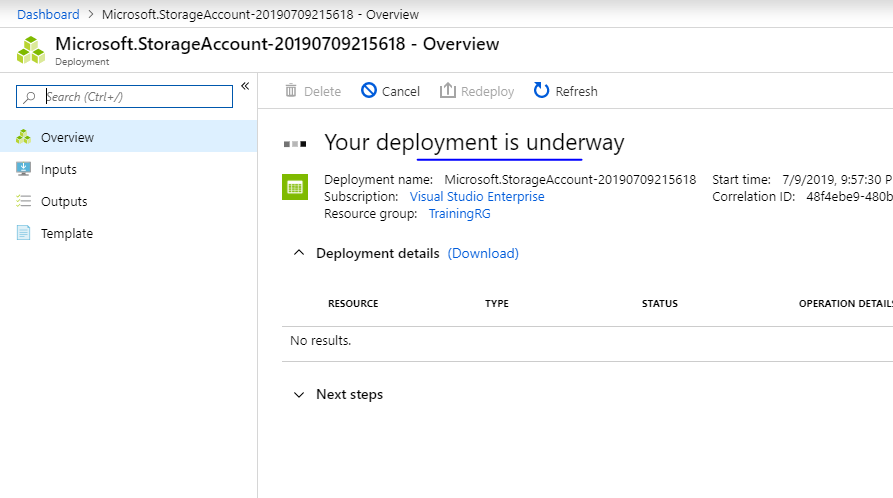 Dashboard > Microsoft.StorageAccount-20190709215618 - Overview
Microsoft.StorageAccount-20190709215618 - Overview
Deployment
Search (Ctrl+/)
«
Overview
Inputs
Outputs
Template
Delete Cancel Redeploy Refresh
Your deployment is underway
Deployment name: Microsoft.StorageAccount-20190709215618 Start time: 7/9/2019, 9:57:30 P
Subscription: Visual Studio Enterprise Correlation ID: 48f4ebe9-480b
Resource group: TrainingRG
Deployment details (Download)
RESOURCE TYPE STATUS OPERATION DETAILS
No results.
Next steps